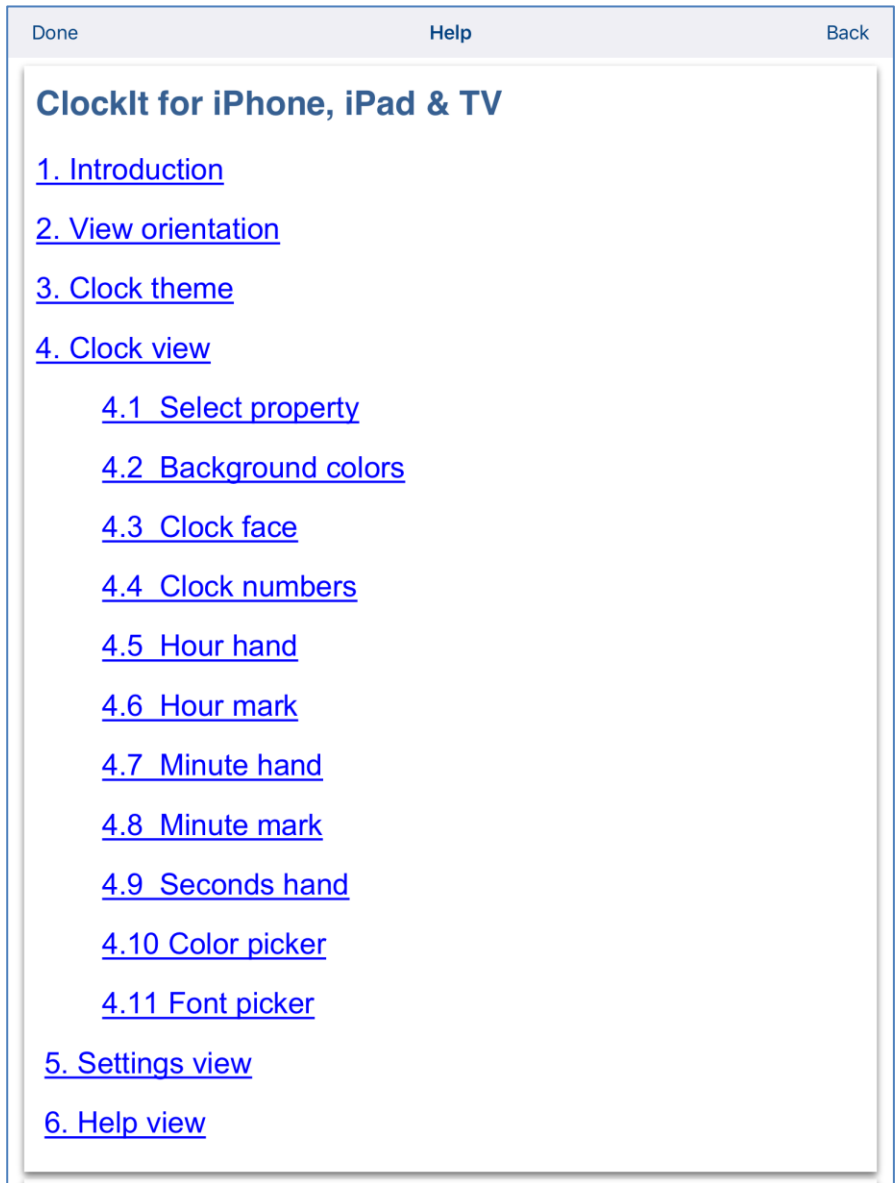 Done Help Back
ClockIt for iPhone, iPad & TV
1. Introduction
2. View orientation
3. Clock theme
4. Clock view
4.1 Select property
4.2 Background colors
4.3 Clock face
4.4 Clock numbers
4.5 Hour hand
4.6 Hour mark
4.7 Minute hand
4.8 Minute mark
4.9 Seconds hand
4.10 Color picker
4.11 Font picker
5. Settings view
6. Help view